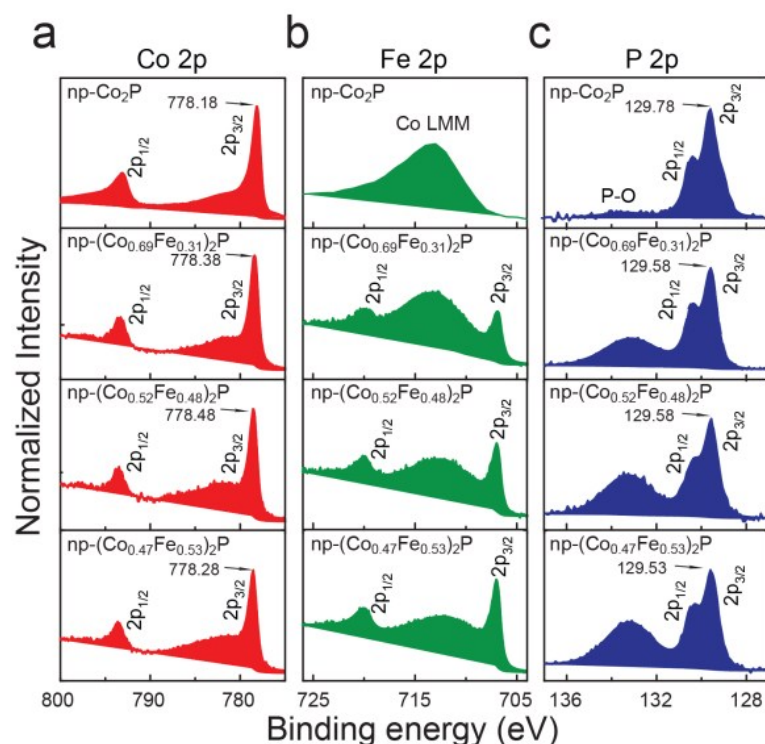 a
Co 2p
np-Co₂P
778.18
2p₁/₂
2p₃/₂
np-(Co₀.₆₉Fe₀.₃₁)₂P
778.38
2p₁/₂
2p₃/₂
np-(Co₀.₅₂Fe₀.₄₈)₂P
778.48
2p₁/₂
2p₃/₂
np-(Co₀.₄₇Fe₀.₅₃)₂P
778.28
2p₁/₂
2p₃/₂
800
790
780
b
Fe 2p
np-Co₂P
Co LMM
np-(Co₀.₆₉Fe₀.₃₁)₂P
2p₁/₂
2p₃/₂
np-(Co₀.₅₂Fe₀.₄₈)₂P
2p₁/₂
2p₃/₂
np-(Co₀.₄₇Fe₀.₅₃)₂P
2p₁/₂
2p₃/₂
725
718
711
704
c
P 2p
np-Co₂P
129.78
2p₁/₂
2p₃/₂
P-O
np-(Co₀.₆₉Fe₀.₃₁)₂P
129.58
2p₁/₂
2p₃/₂
np-(Co₀.₅₂Fe₀.₄₈)₂P
129.58
2p₁/₂
2p₃/₂
np-(Co₀.₄₇Fe₀.₅₃)₂P
129.53
2p₁/₂
2p₃/₂
136
132
128
Normalized Intensity
Binding energy (eV)